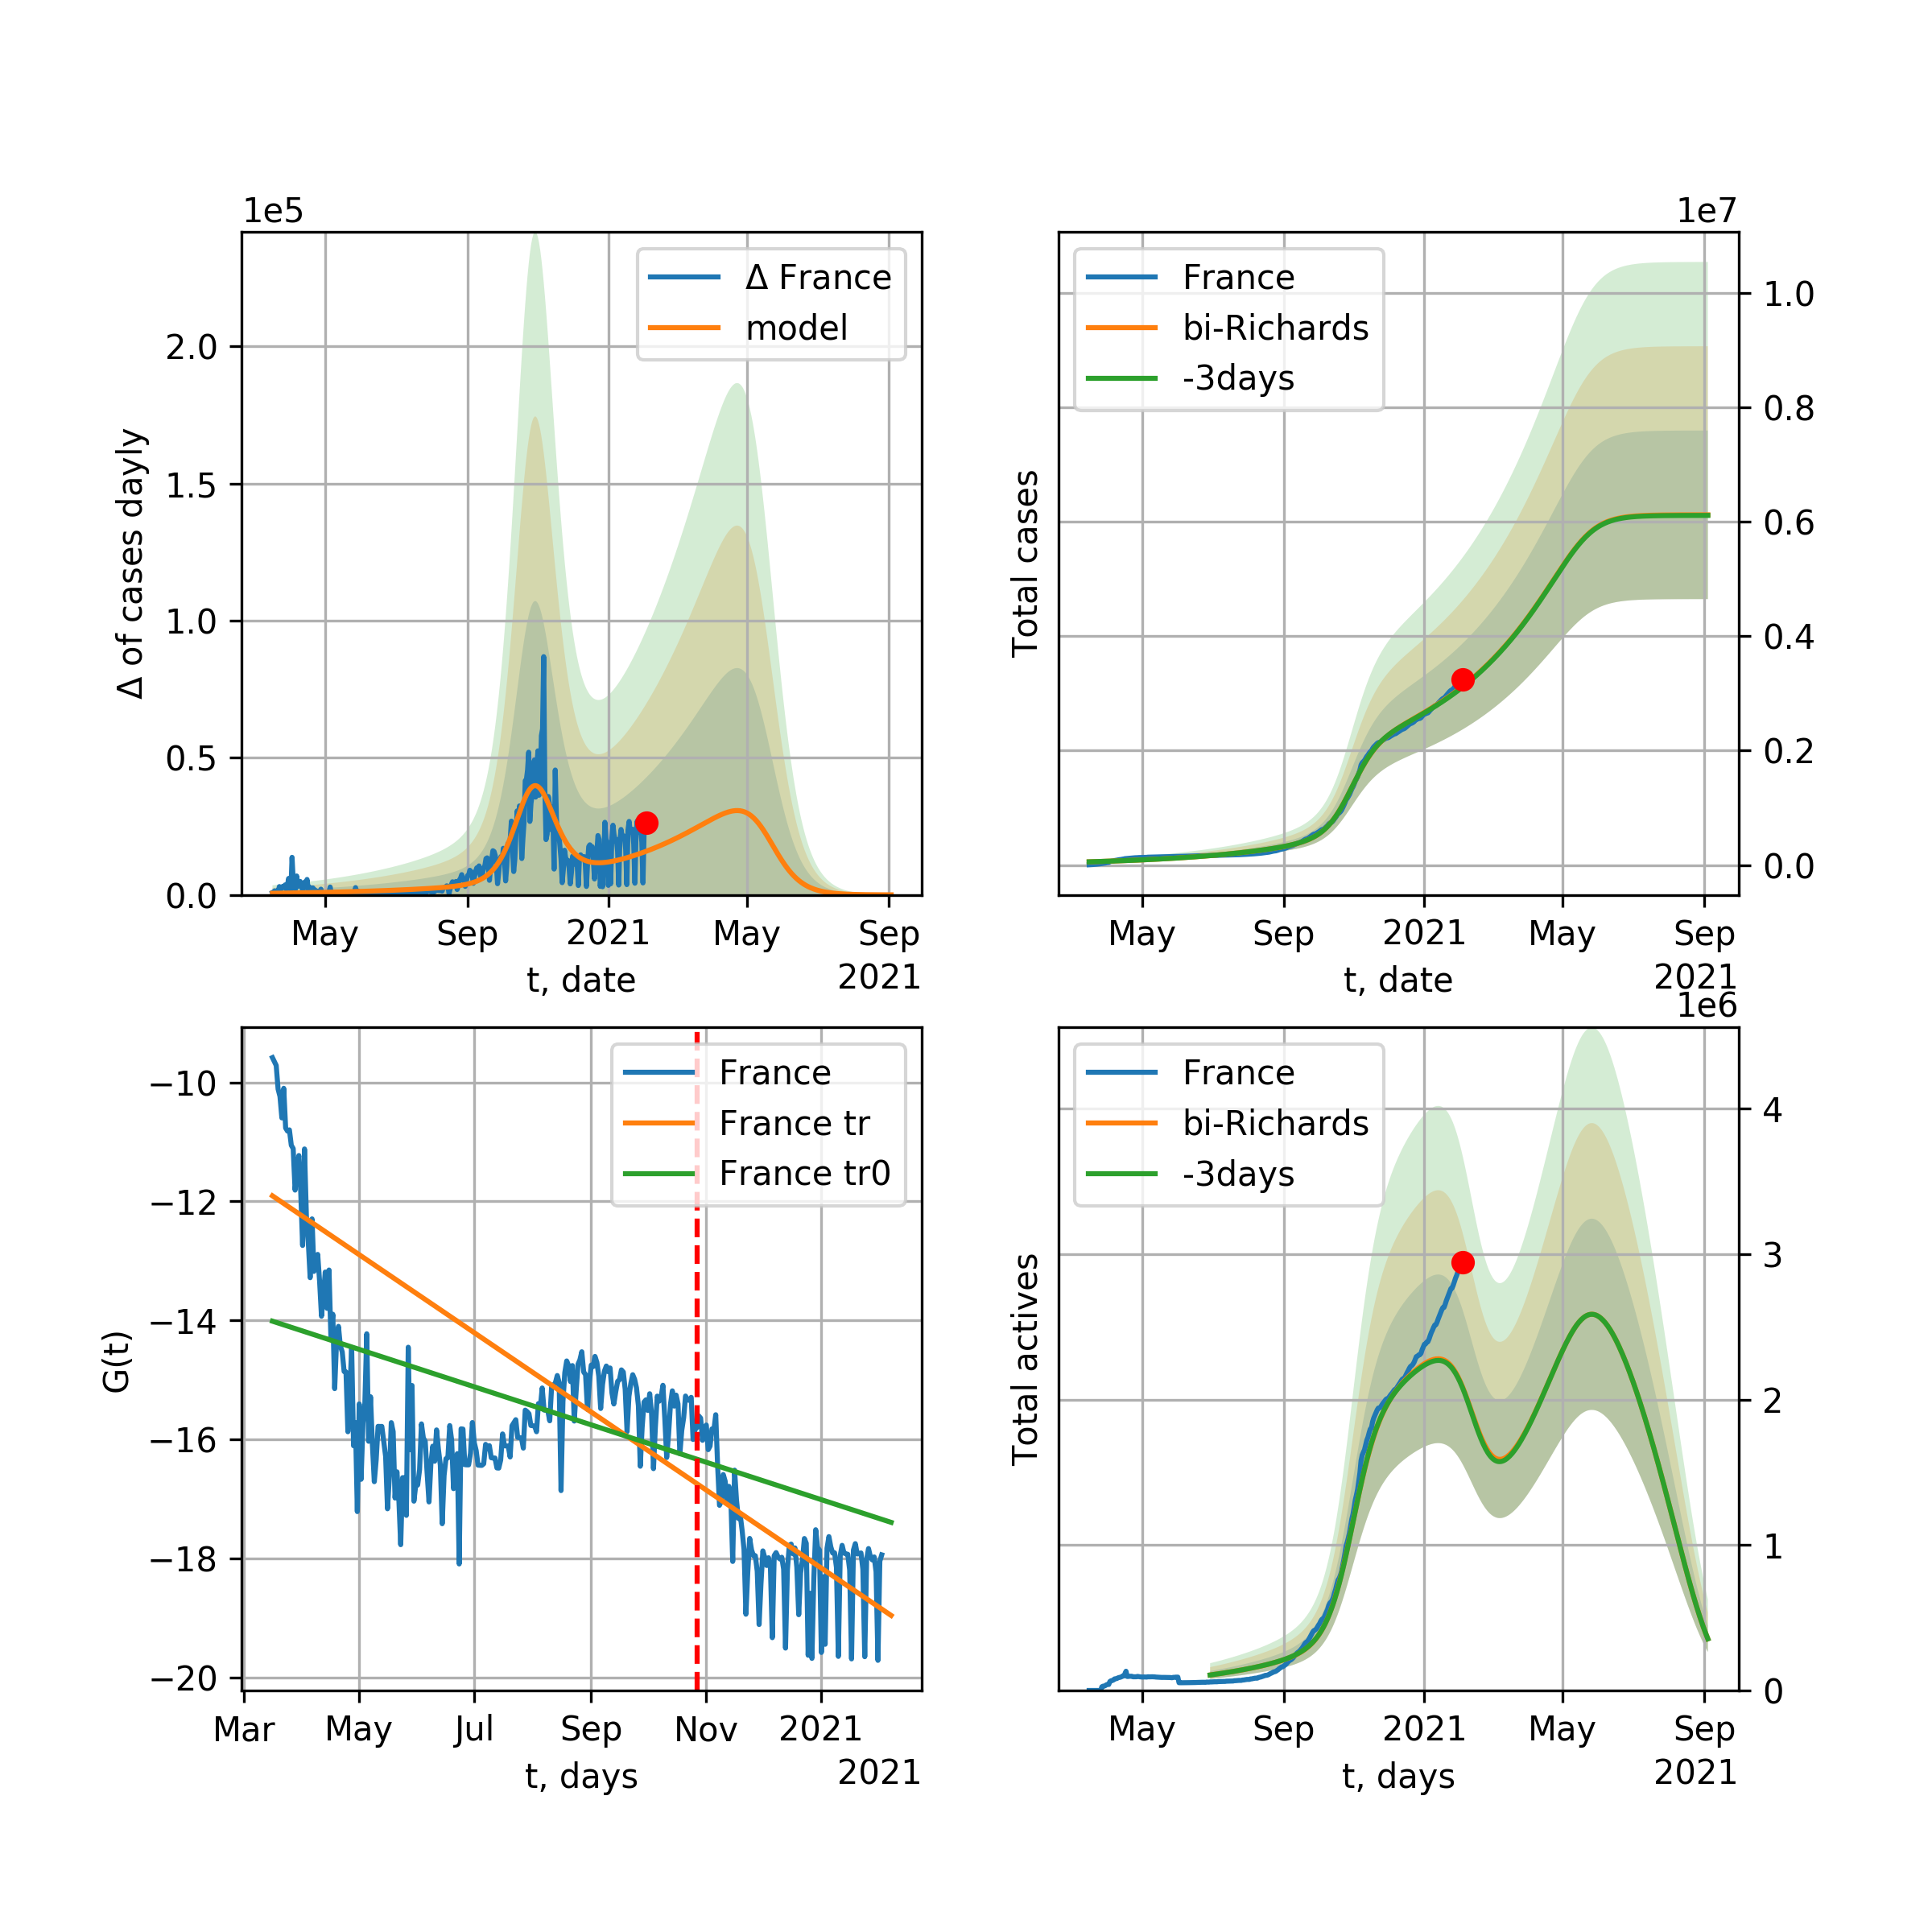 1e5
Δ of cases dayly
2.0
1.5
1.0
0.5
0.0
Δ France
model
May
Sep
2021
May
Sep
t, date
2021
1e7
Total cases
France
bi-Richards
-3days
1.0
0.8
0.6
0.4
0.2
0.0
May
Sep
2021
May
Sep
t, date
2021
G(t)
−10
−12
−14
−16
−18
−20
France
France tr
France tr0
Mar
May
Jul
Sep
Nov
2021
t, days
2021
1e6
Total actives
France
bi-Richards
-3days
4
3
2
1
0
May
Sep
2021
May
Sep
t, days
2021